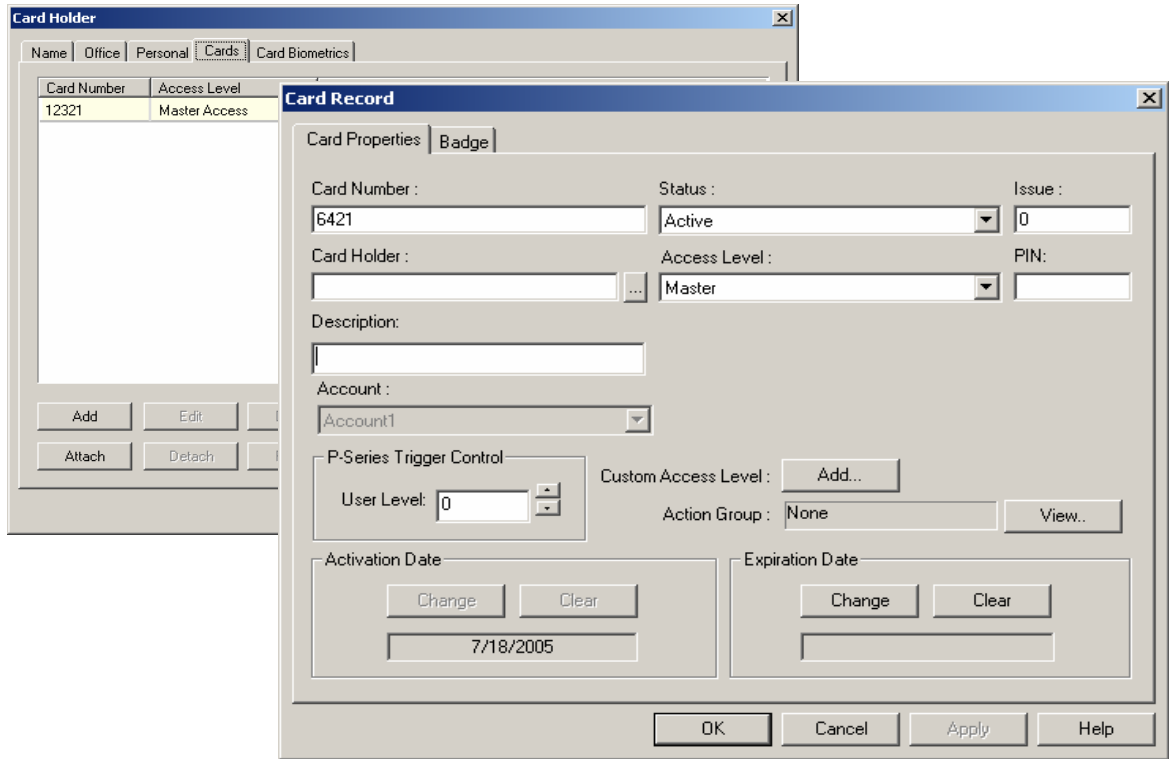 Card Holder
Name Office Personal Cards Card Biometrics
Card Number Access Level
12321 Master Access
Add Edit
Attach Detach
Card Record
Card Properties Badge
Card Number : Status : Issue :
6421 Active 0
Card Holder : Access Level : PIN:
... Master
Description:
Account :
Account1
P-Series Trigger Control
User Level: 0
Custom Access Level : Add...
Action Group : None View..
Activation Date Expiration Date
Change Clear Change Clear
7/18/2005
OK Cancel Apply Help